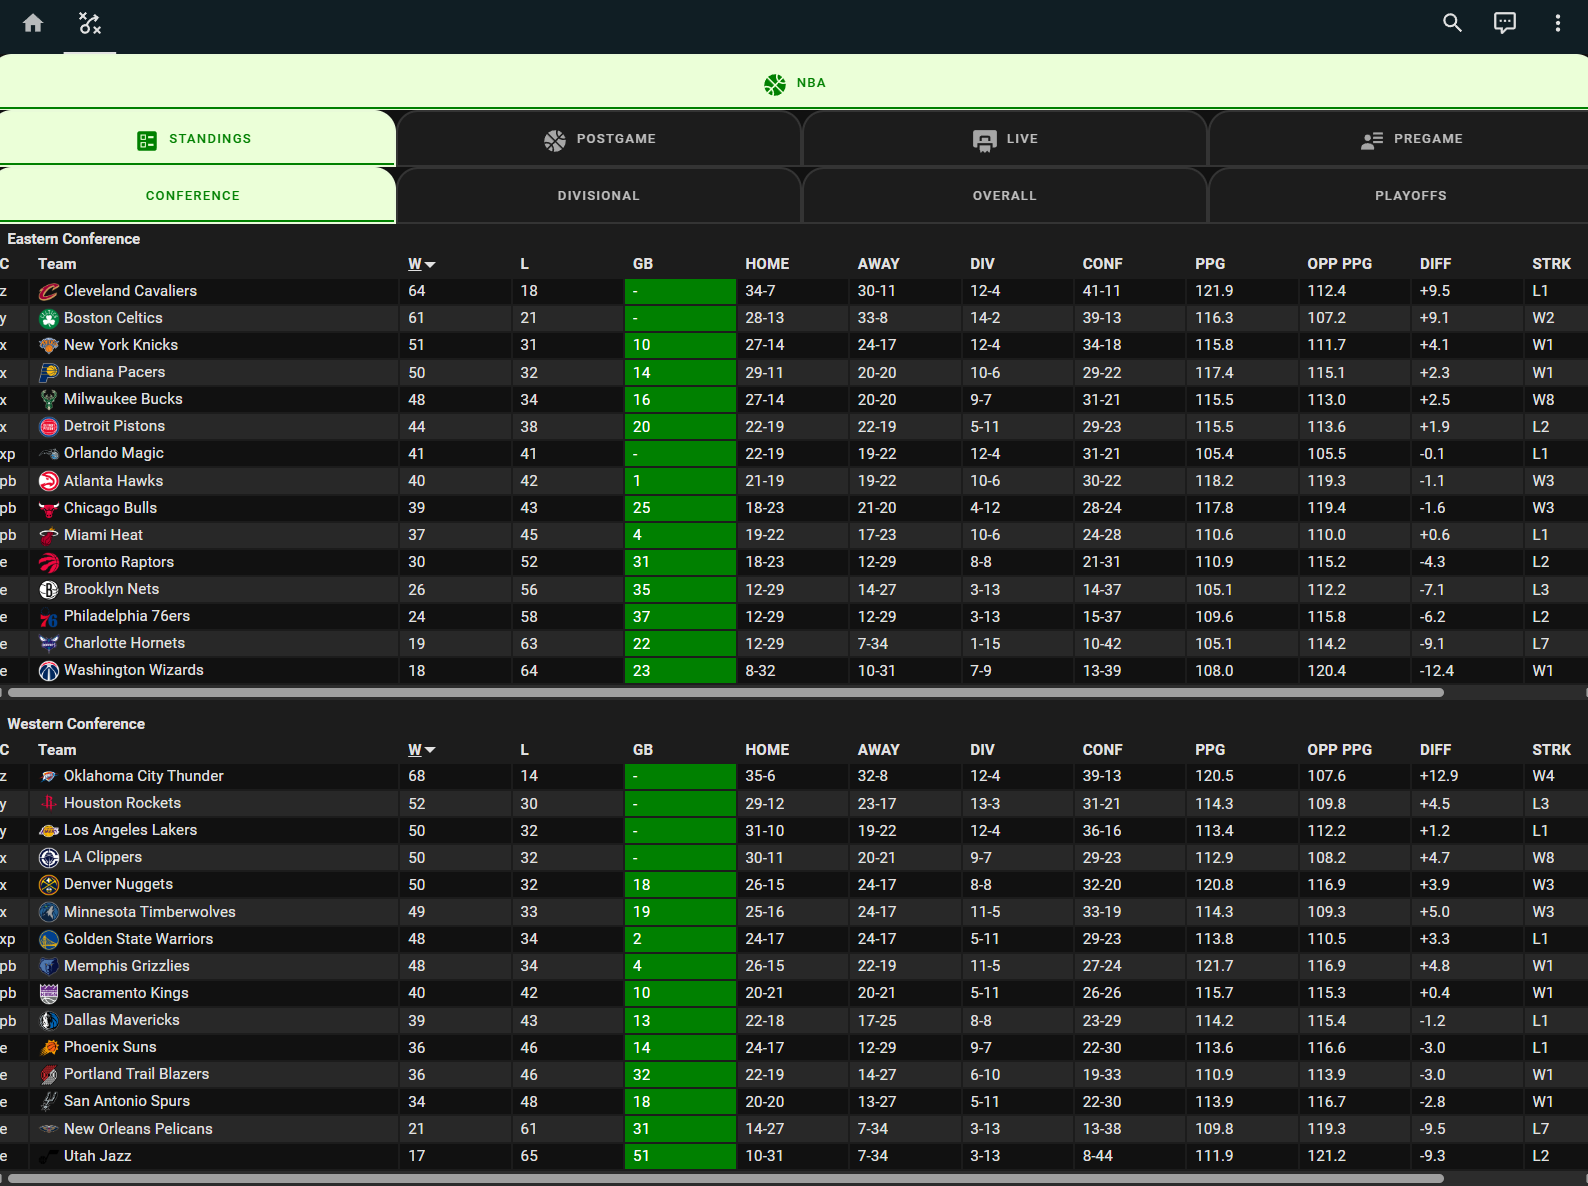 NBA
STANDINGS POSTGAME LIVE PREGAME
CONFERENCE DIVISIONAL OVERALL PLAYOFFS
Eastern Conference
C Team W L GB HOME AWAY DIV CONF PPG OPP PPG DIFF STRK
z Cleveland Cavaliers 64 18 - 34-7 30-11 12-4 41-11 121.9 112.4 +9.5 L1
y Boston Celtics 61 21 - 28-13 33-8 14-2 39-13 116.3 107.2 +9.1 W2
x New York Knicks 51 31 10 27-14 24-17 12-4 34-18 115.8 111.7 +4.1 W1
x Indiana Pacers 50 32 14 29-11 20-20 10-6 29-22 117.4 115.1 +2.3 W1
x Milwaukee Bucks 48 34 16 27-14 20-20 9-7 31-21 115.5 113.0 +2.5 W8
x Detroit Pistons 44 38 20 22-19 22-19 5-11 29-23 115.5 113.6 +1.9 L2
xp Orlando Magic 41 41 - 22-19 19-22 12-4 31-21 105.4 105.5 -0.1 L1
pb Atlanta Hawks 40 42 1 21-19 19-22 10-6 30-22 118.2 119.3 -1.1 W3
pb Chicago Bulls 39 43 25 18-23 21-20 4-12 28-24 117.8 119.4 -1.6 W3
pb Miami Heat 37 45 4 19-22 17-23 10-6 24-28 110.6 110.0 +0.6 L1
e Toronto Raptors 30 52 31 18-23 12-29 8-8 21-31 110.9 115.2 -4.3 L2
e Brooklyn Nets 26 56 35 12-29 14-27 3-13 14-37 105.1 112.2 -7.1 L3
e Philadelphia 76ers 24 58 37 12-29 12-29 3-13 15-37 109.6 115.8 -6.2 L2
e Charlotte Hornets 19 63 22 12-29 7-34 1-15 10-42 105.1 114.2 -9.1 L7
e Washington Wizards 18 64 23 8-32 10-31 7-9 13-39 108.0 120.4 -12.4 W1
Western Conference
C Team W L GB HOME AWAY DIV CONF PPG OPP PPG DIFF STRK
z Oklahoma City Thunder 68 14 - 35-6 32-8 12-4 39-13 120.5 107.6 +12.9 W4
y Houston Rockets 52 30 - 29-12 23-17 13-3 31-21 114.3 109.8 +4.5 L3
y Los Angeles Lakers 50 32 - 31-10 19-22 12-4 36-16 113.4 112.2 +1.2 L1
x LA Clippers 50 32 - 30-11 20-21 9-7 29-23 112.9 108.2 +4.7 W8
x Denver Nuggets 50 32 18 26-15 24-17 8-8 32-20 120.8 116.9 +3.9 W3
x Minnesota Timberwolves 49 33 19 25-16 24-17 11-5 33-19 114.3 109.3 +5.0 W3
xp Golden State Warriors 48 34 2 24-17 24-17 5-11 29-23 113.8 110.5 +3.3 L1
pb Memphis Grizzlies 48 34 4 26-15 22-19 11-5 27-24 121.7 116.9 +4.8 W1
pb Sacramento Kings 40 42 10 20-21 20-21 5-11 26-26 115.7 115.3 +0.4 W1
pb Dallas Mavericks 39 43 13 22-18 17-25 8-8 23-29 114.2 115.4 -1.2 L1
e Phoenix Suns 36 46 14 24-17 12-29 9-7 22-30 113.6 116.6 -3.0 L1
e Portland Trail Blazers 36 46 32 22-19 14-27 6-10 19-33 110.9 113.9 -3.0 W1
e San Antonio Spurs 34 48 18 20-20 13-27 5-11 22-30 113.9 116.7 -2.8 W1
e New Orleans Pelicans 21 61 31 14-27 7-34 3-13 13-38 109.8 119.3 -9.5 L7
e Utah Jazz 17 65 51 10-31 7-34 3-13 8-44 111.9 121.2 -9.3 L2